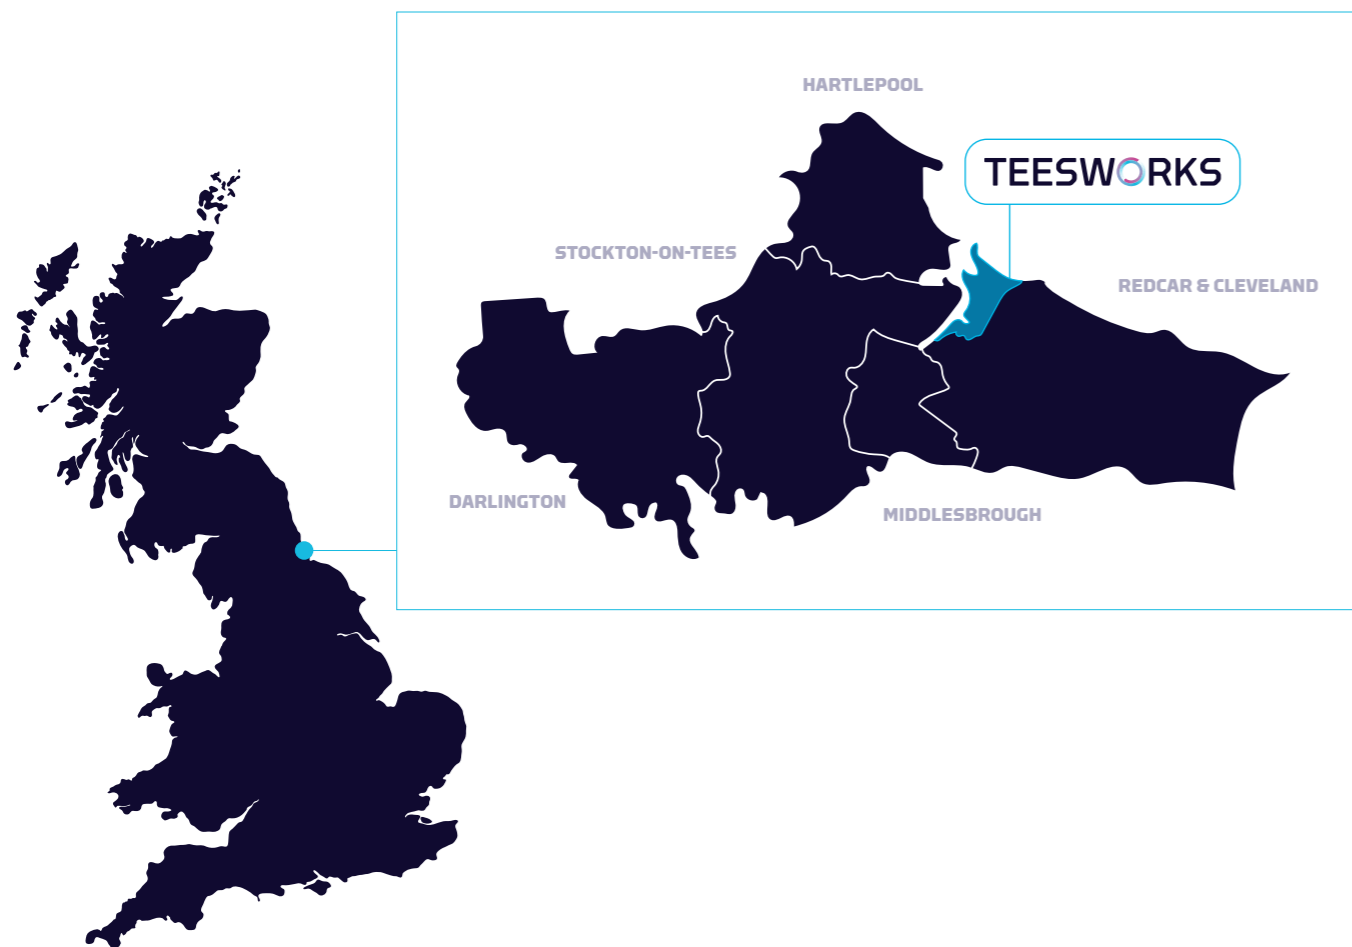 HARTLEPOOL
TEESWORKS
STOCKTON-ON-TEES
REDCAR & CLEVELAND
DARLINGTON
MIDDLESBROUGH